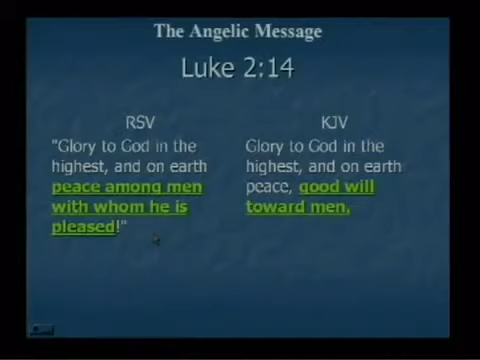 The Angelic Message
Luke 2:14
RSV
"Glory to God in the
highest, and on earth
peace among men
with whom he is
pleased!"
KJV
Glory to God in the
highest, and on earth
peace, good will
toward men.